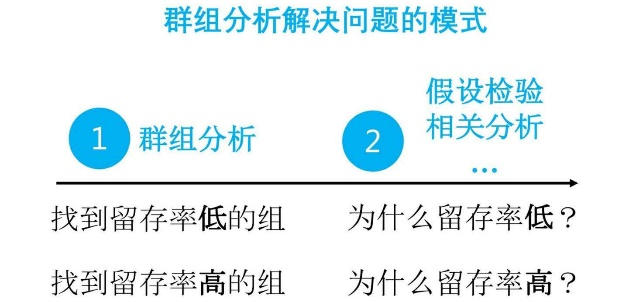 群组分析解决问题的模式
1 群组分析
2 假设检验
相关分析
...
找到留存率低的组
为什么留存率低？
找到留存率高的组
为什么留存率高？